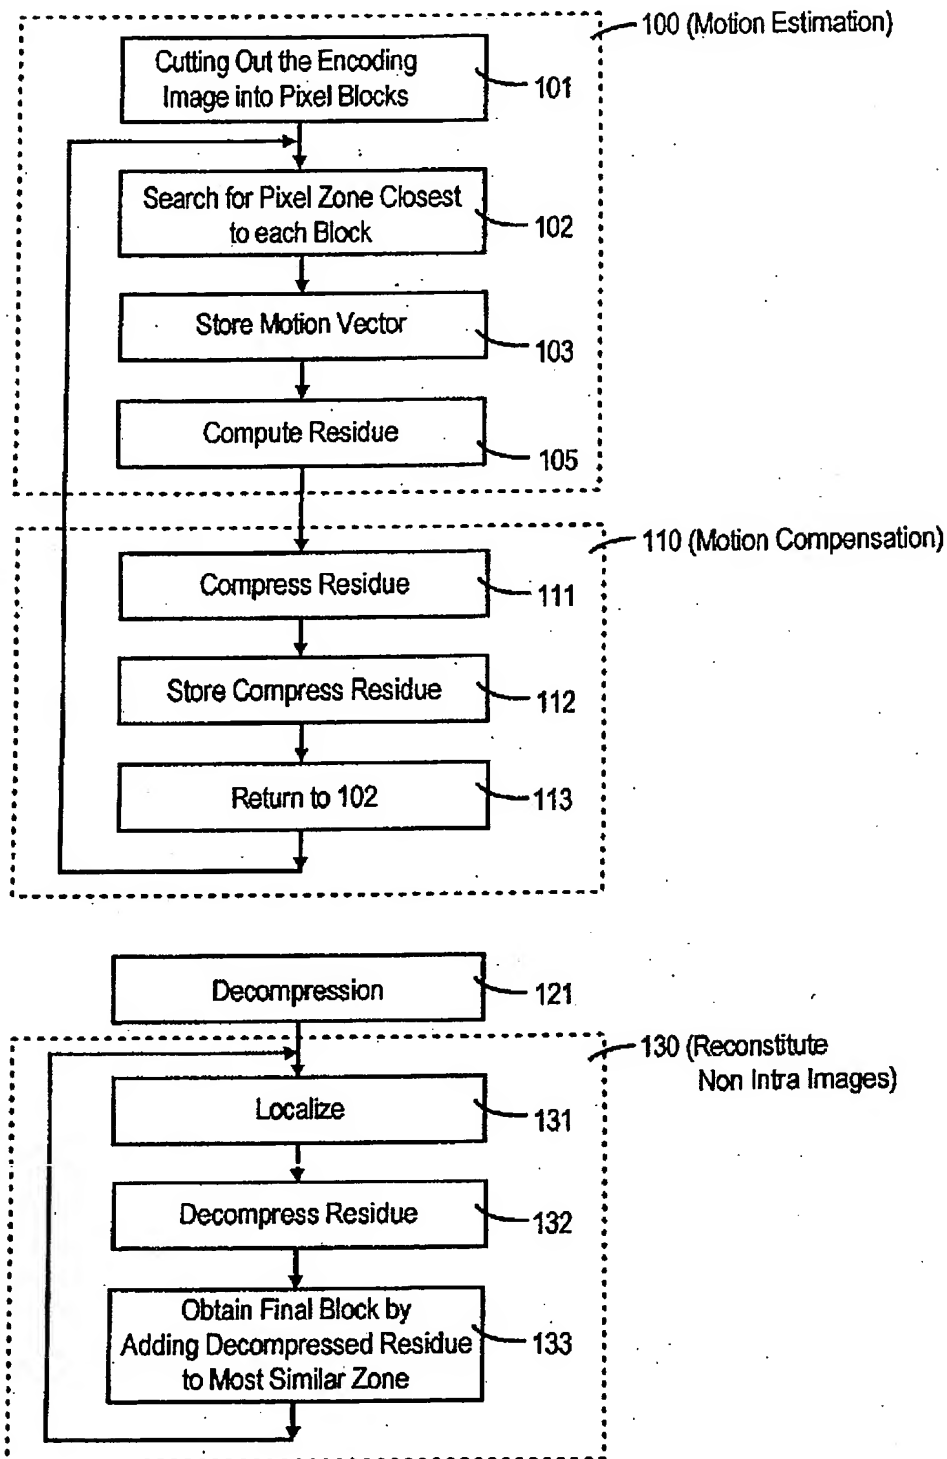 100 (Motion Estimation)
Cutting Out the Encoding
Image into Pixel Blocks
101
Search for Pixel Zone Closest
to each Block
102
Store Motion Vector
103
Compute Residue
105
110 (Motion Compensation)
Compress Residue
111
Store Compress Residue
112
Return to 102
113
Decompression
121
130 (Reconstitute
Non Intra Images)
Localize
131
Decompress Residue
132
Obtain Final Block by
Adding Decompressed Residue
to Most Similar Zone
133